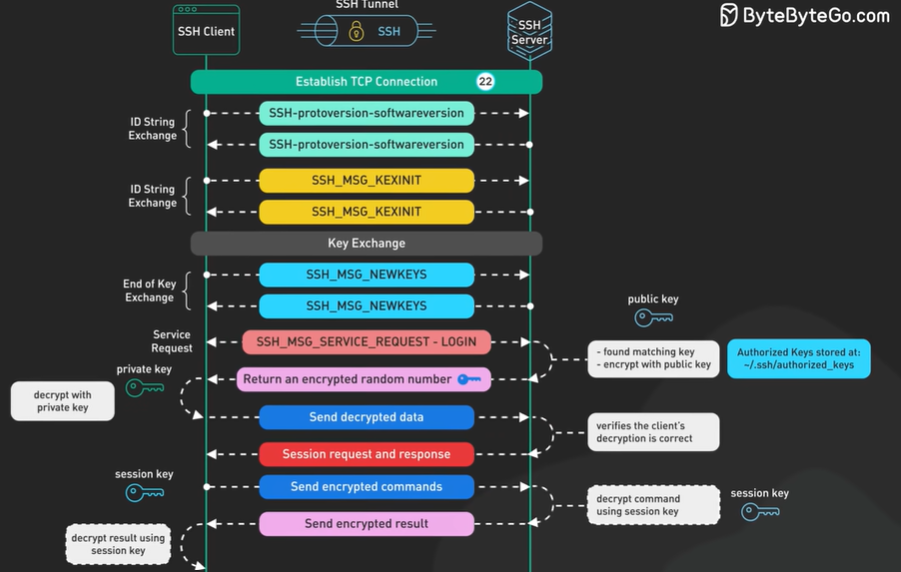 SSH Tunnel
ByteByteGo.com
SSH Client
SSH
SSH
Server
Establish TCP Connection 22
ID String
Exchange
SSH-protoversion-softwareversion
SSH-protoversion-softwareversion
ID String
Exchange
SSH_MSG_KEXINIT
SSH_MSG_KEXINIT
Key Exchange
End of Key
Exchange
SSH_MSG_NEWKEYS
SSH_MSG_NEWKEYS
public key
Service
Request
SSH_MSG_SERVICE_REQUEST - LOGIN
- found matching key
- encrypt with public key
Authorized Keys stored at:
~/.ssh/authorized_keys
private key
Return an encrypted random number
decrypt with
private key
Send decrypted data
verifies the client's
decryption is correct
Session request and response
session key
Send encrypted commands
decrypt command
using session key
session key
Send encrypted result
decrypt result using
session key